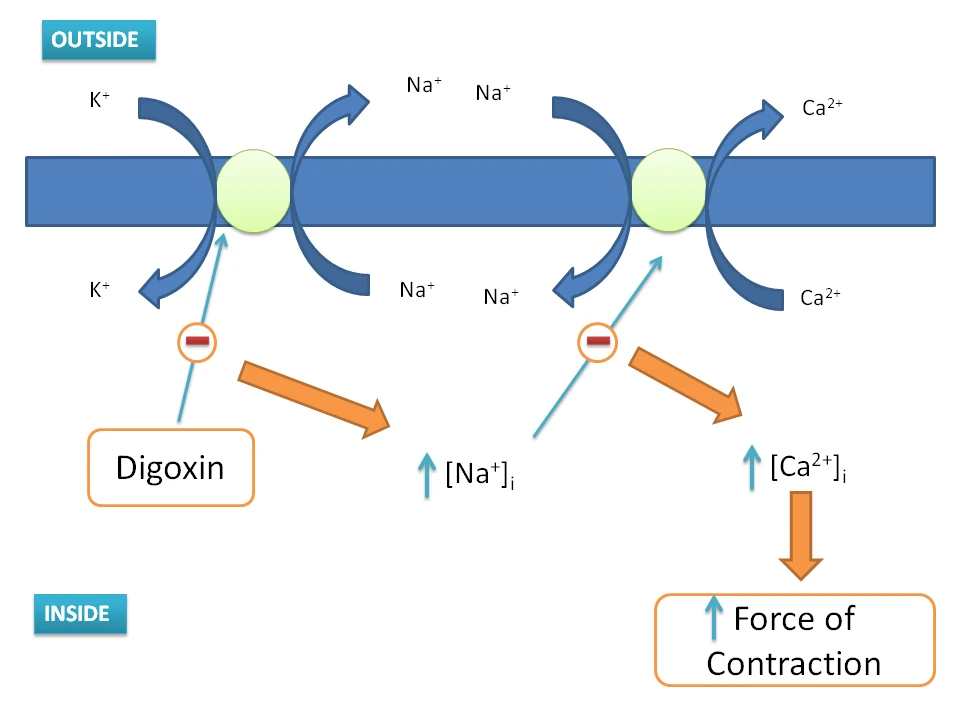 OUTSIDE
K⁺
Na⁺
Na⁺
Ca²⁺
K⁺
Na⁺
Na⁺
Ca²⁺
Digoxin
[Na⁺]ᵢ
[Ca²⁺]ᵢ
INSIDE
Force of
Contraction